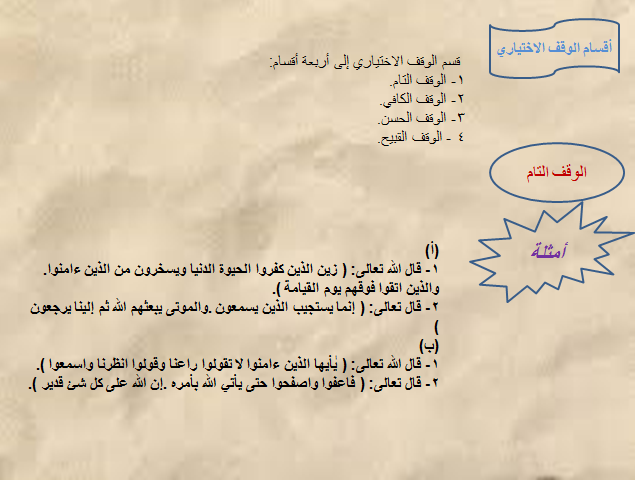 أقسام الوقف الاختياري
قسم الوقف الاختياري إلى أربعة أقسام:
١- الوقف التام.
٢- الوقف الكافي.
٣- الوقف الحسن.
٤ - الوقف القبيح.
الوقف التام
أمثلة
(أ)
١- قال الله تعالى: ( زين الذين كفروا الحيوة الدنيا ويسخرون من الذين ءامنوا.
والذين اتقوا فوقهم يوم القيامة ).
٢- قال تعالى: ( إنما يستجيب الذين يسمعون .والموتى يبعثهم الله ثم إلينا يرجعون
)
(ب)
١- قال الله تعالى: ( يأيها الذين ءامنوا لا تقولوا راعنا وقولوا انظرنا واسمعوا ).
٢- قال تعالى: ( فاعفوا واصفحوا حتى يأتي الله بأمره .إن الله على كل شئ قدير ).